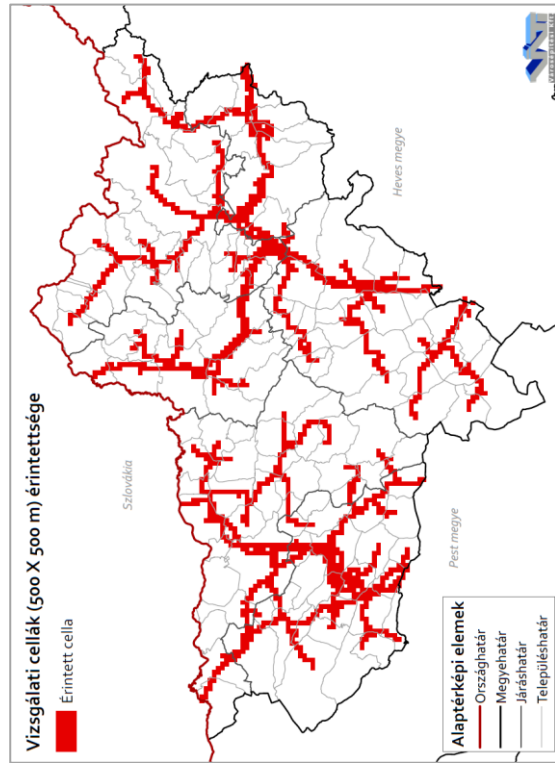 Vizsgálati cellák (500 X 500 m) érintettsége
Érintett cella
Szlovákia
Heves megye
Pest megye
Alaptérképi elemek
Országhatár
Megyehatár
Járáshatár
Településhatár